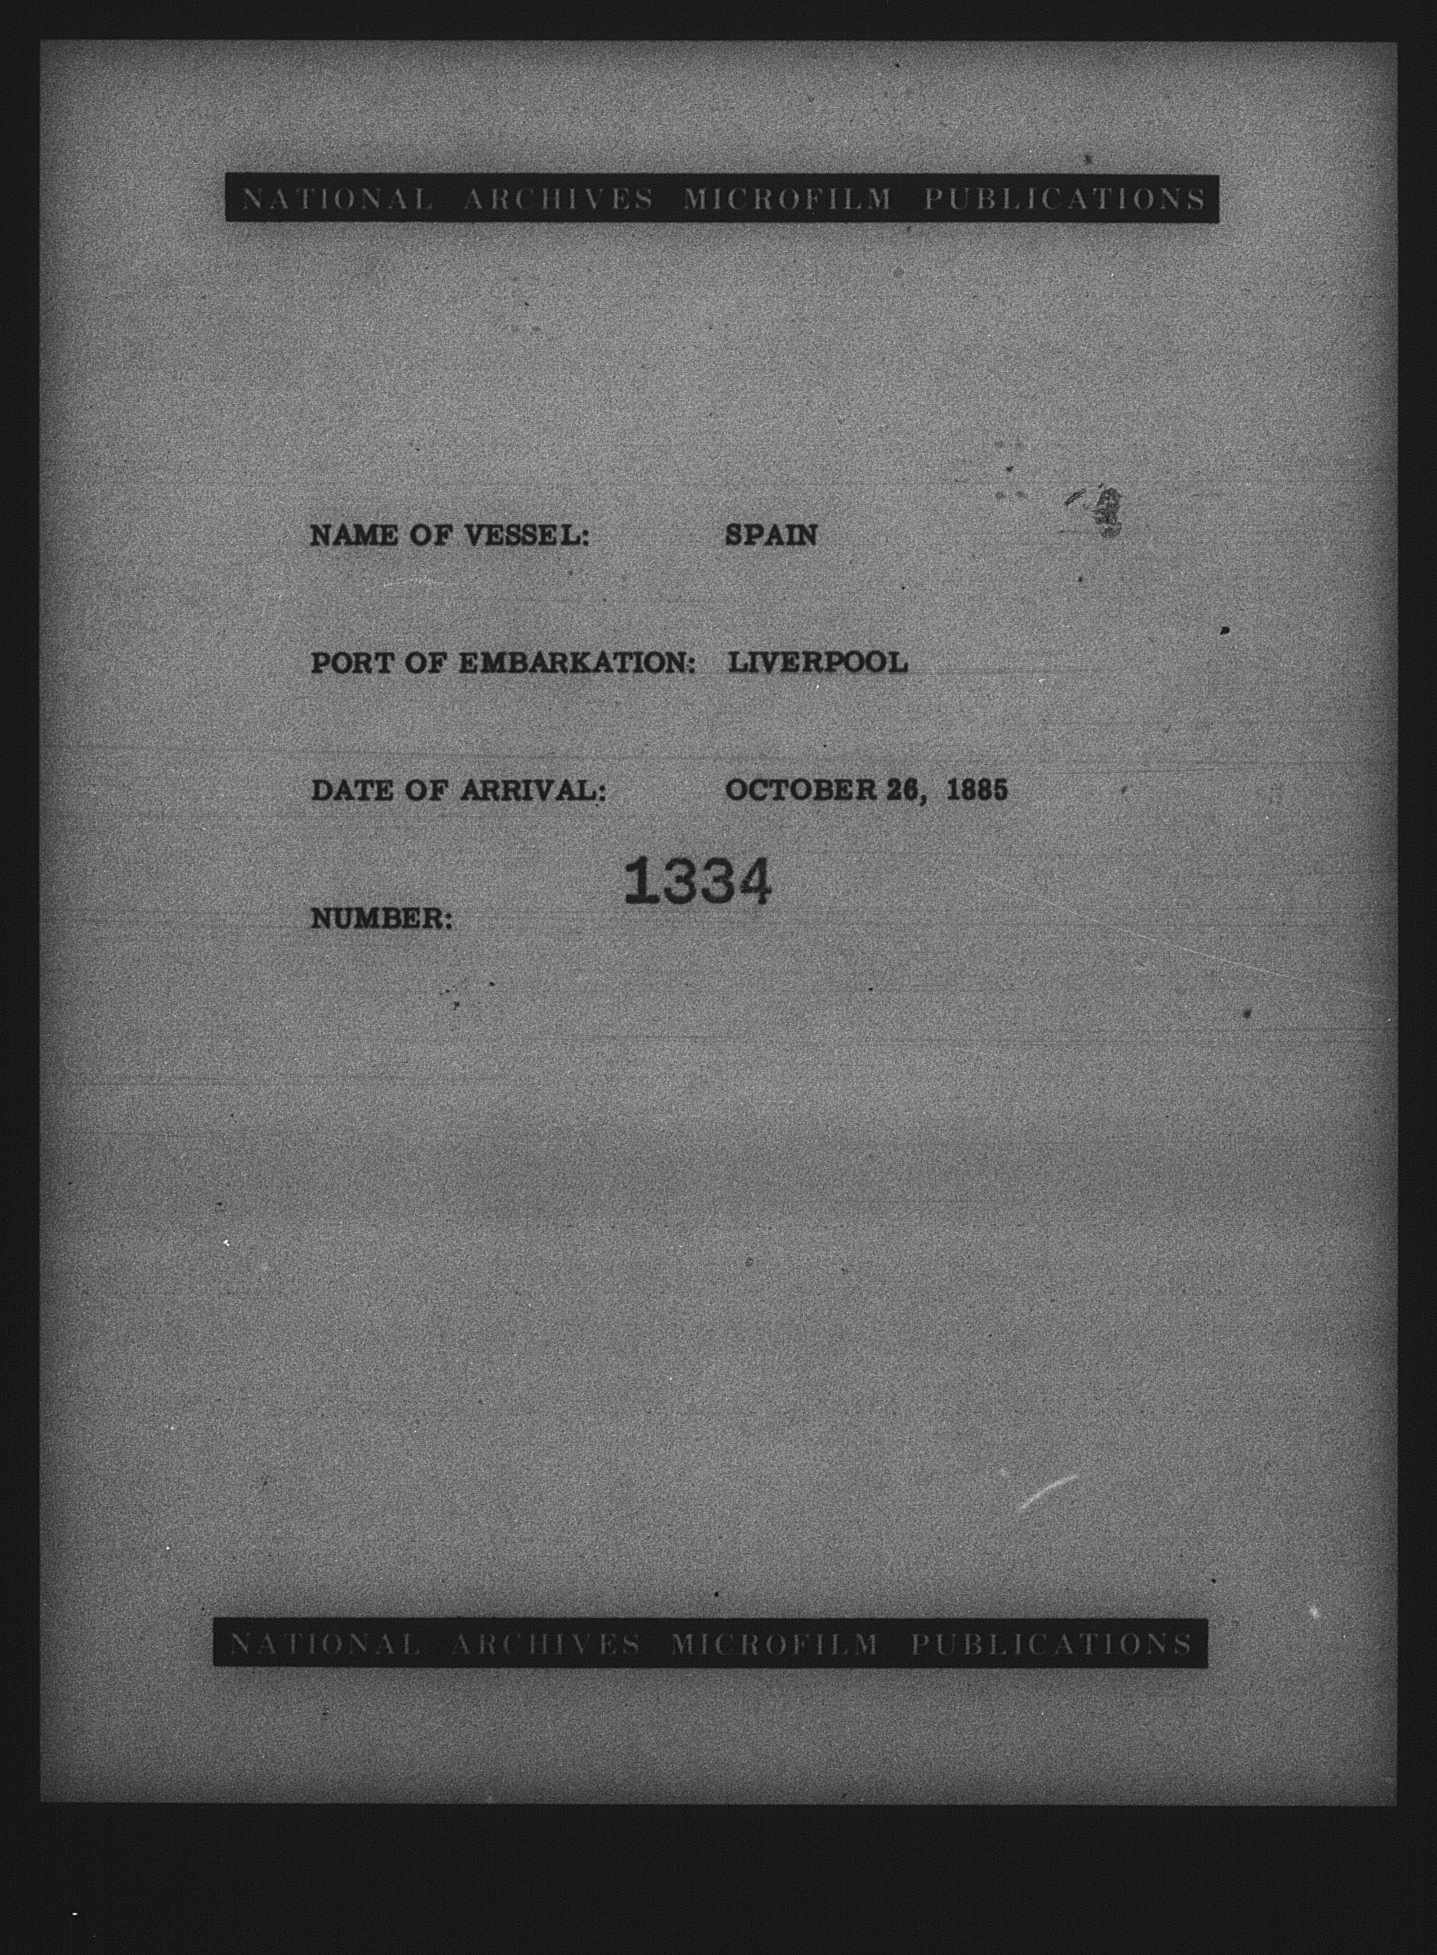 NATIONAL ARCHIVES MICROFILM PUBLICATIONS
NAME OF VESSEL: SPAIN
PORT OF EMBARKATION: LIVERPOOL
DATE OF ARRIVAL: OCTOBER 26, 1885
1334
NUMBER:
NATIONAL ARCHIVES MICROFILM PUBLICATIONS